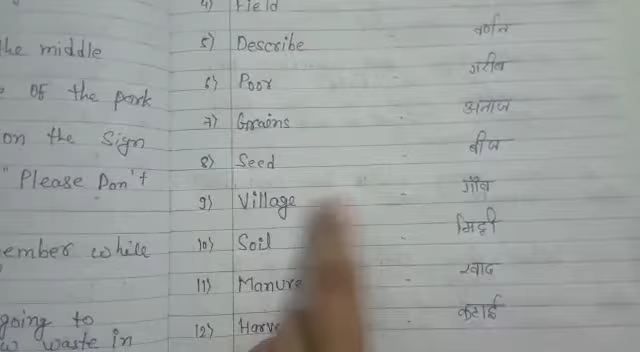 the middle
of the park
on the sign
"Please Don't
ember while
going to
waste in
4) Field
5) Describe - वर्णन
6) Poor - गरीब
7) Grains - अनाज
8) Seed - बीज
9) Village - गाँव
10) Soil - मिट्टी
11) Manure - खाद
12) Harv कटाई